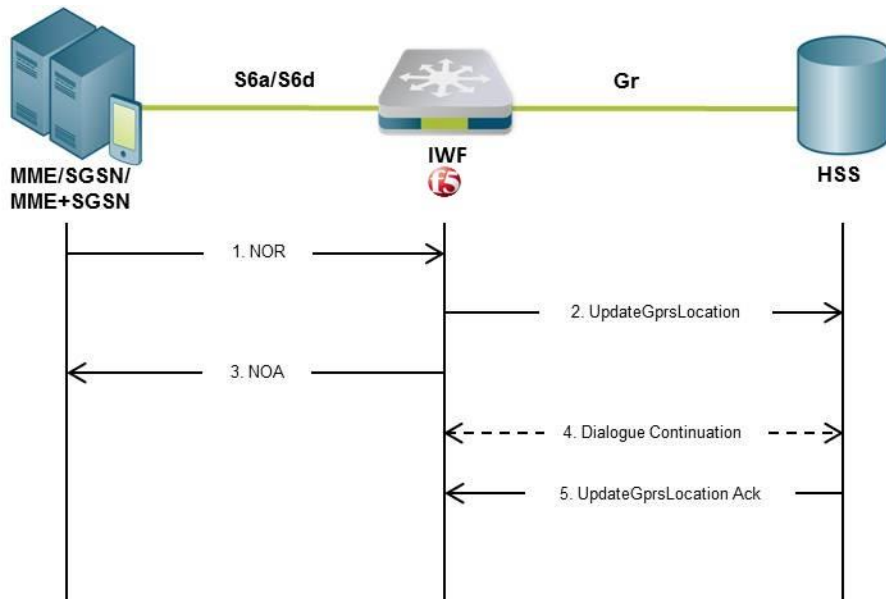 S6a/S6d
Gr
IWF
f5
HSS
MME/SGSN/
MME+SGSN
1. NOR
2. UpdateGprsLocation
3. NOA
4. Dialogue Continuation
5. UpdateGprsLocation Ack